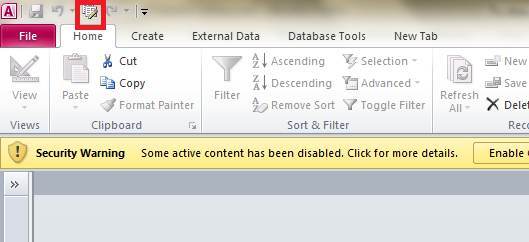 A
File Home Create External Data Database Tools New Tab
View Paste Cut Filter Ascending Selection Refresh All New
Copy Descending Advanced Save
Format Painter Remove Sort Toggle Filter Delet
Views Clipboard Sort & Filter Reco
Security Warning Some active content has been disabled. Click for more details. Enable C
»